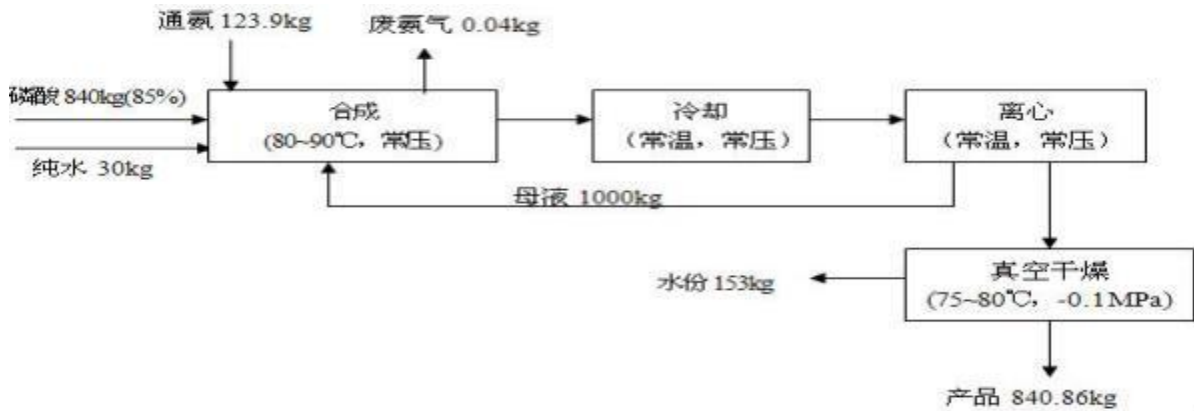 通氨 123.9kg
废氨气 0.04kg
磷酸 840kg(85%)
合成
(80~90℃，常压)
冷却
（常温，常压）
离心
（常温，常压）
纯水 30kg
母液 1000kg
真空干燥
(75~80℃，-0.1MPa)
水份 153kg
产品 840.86kg